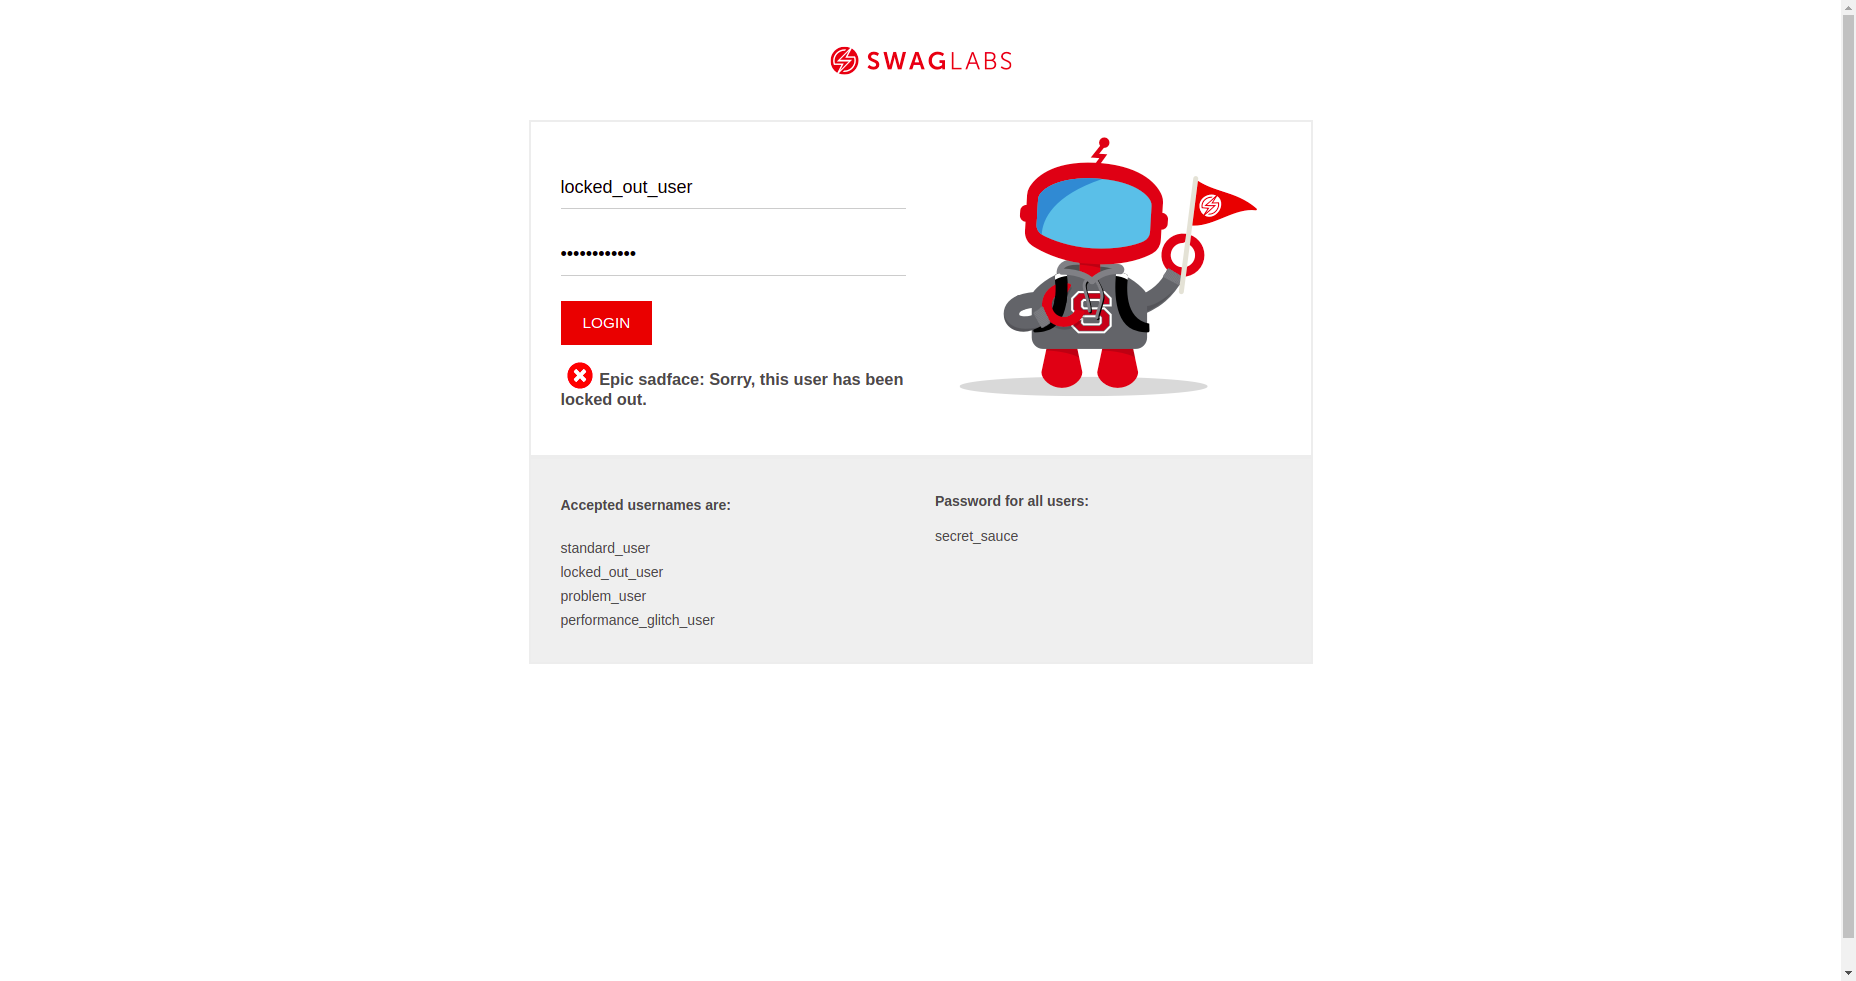 SWAGLABS
locked_out_user
••••••••••••
LOGIN
Epic sadface: Sorry, this user has been
locked out.
Accepted usernames are:
standard_user
locked_out_user
problem_user
performance_glitch_user
Password for all users:
secret_sauce
S